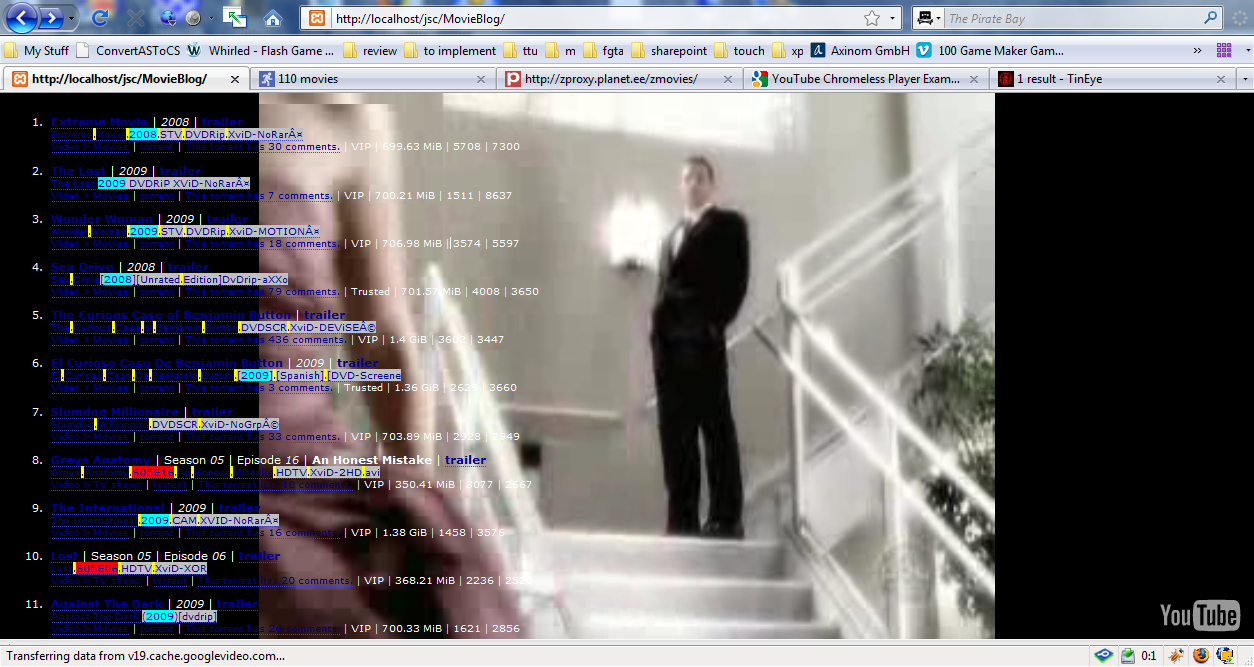 http://localhost/jsc/MovieBlog/
The Pirate Bay
My Stuff ConvertASToCS Whirled - Flash Game ... review to implement ttu m fgta sharepoint touch xp Axinom GmbH 100 Game Maker Gam... »
http://localhost/jsc/MovieBlog/ 110 movies http://zproxy.planet.ee/zmovies/ YouTube Chromeless Player Exam... 1 result - TinEye
1. Extreme Movie | 2008 | trailer
Extreme.Movie.2008.STV.DVDRip.XviD-NoRarÂ¤
Video > Movies | torrent | This torrent has 30 comments. | VIP | 699.63 MiB | 5708 | 7300
2. The Lost | 2009 | trailer
The Lost 2009 DVDRiP XViD-NoRarÂ¤
Video > Movies | torrent | This torrent has 7 comments. | VIP | 700.21 MiB | 1511 | 8637
3. Wonder Woman | 2009 | trailer
Wonder.Woman.2009.STV.DVDRip.XviD-MOTIONÂ¤
Video > Movies | torrent | This torrent has 18 comments. | VIP | 706.98 MiB | 3574 | 5597
4. Sex Drive | 2008 | trailer
Sex.Drive[2008][Unrated.Edition]DvDrip-aXXo
Video > Movies | torrent | This torrent has 79 comments. | Trusted | 701.57 MiB | 4008 | 3650
5. The Curious Case of Benjamin Button | trailer
The.Curious.Case.of.Benjamin.Button.DVDSCR.XviD-DEViSEÂ©
Video > Movies | torrent | This torrent has 436 comments. | VIP | 1.4 GiB | 3602 | 3447
6. El Curioso Caso De Benjamin Button | 2009 | trailer
.[2009].[Spanish].[DVD-Screene
Video > Movies | torrent | This torrent has 3 comments. | Trusted | 1.36 GiB | 3660
7. Slumdog Millionaire | trailer
Slumdog.Millionaire.DVDSCR.XviD-NoGrpÂ©
Video > Movies | torrent | This torrent has 33 comments. | VIP | 703.89 MiB | 2928 | 2949
8. Greys Anatomy | Season 05 | Episode 16 | An Honest Mistake | trailer
Greys.Anatomy.S05E16.An.Honest.Mistake.HDTV.XviD-2HD.avi
Video > TV shows | torrent | This torrent has comments. | VIP | 350.41 MiB | 3077 | 2667
9. The International | 2009 | trailer
The International.2009.CAM.XVID-NoRarÂ¤
Video > Movies | torrent | This torrent has 16 comments. | VIP | 1.38 GiB | 1458 | 3576
10. Lost | Season 05 | Episode 06 | trailer
Lost.S05E06.HDTV.XviD-XOR
Video > TV shows | torrent | This torrent has 20 comments. | VIP | 368.21 MiB | 2236
11. Against The Dark | 2009 | trailer
Against The Dark (2009)[dvdrip]
Video > Movies | torrent | This torrent has 26 comments. | VIP | 700.33 MiB | 1621 | 2856
YouTube
Transferring data from v19.cache.googlevideo.com... 0:1